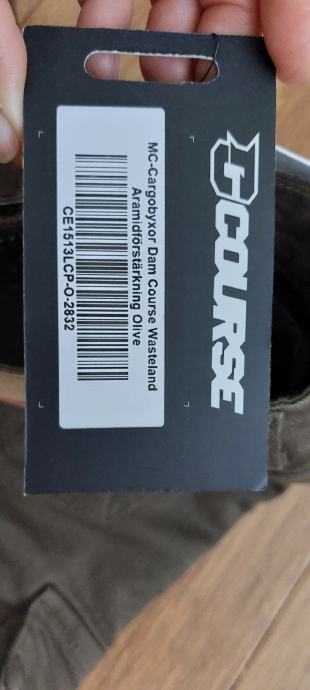 COURSE
MC-Cargobyxor Dam Course Wasteland
Aramidförstärkning Olive
CE1513LCP-O-2832